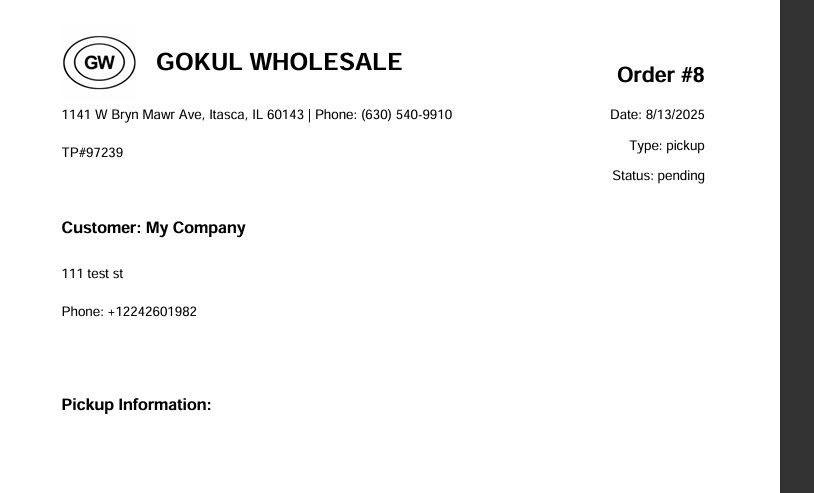 GW
GOKUL WHOLESALE
Order #8
1141 W Bryn Mawr Ave, Itasca, IL 60143 | Phone: (630) 540-9910
Date: 8/13/2025
Type: pickup
TP#97239
Status: pending
Customer: My Company
111 test st
Phone: +12242601982
Pickup Information: